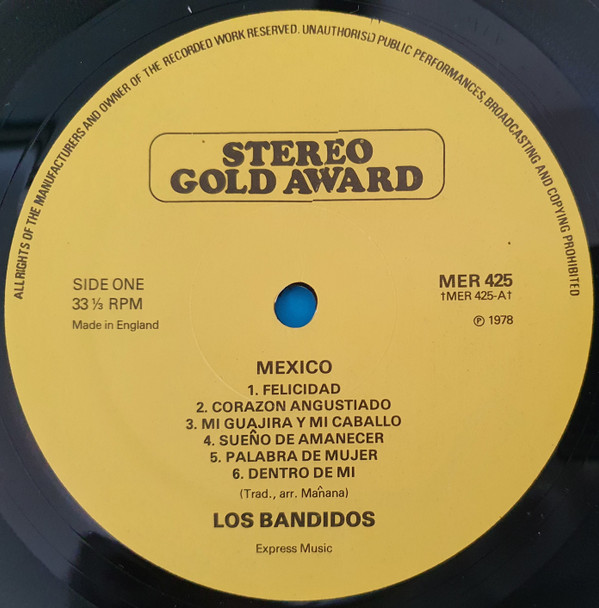 ALL RIGHTS OF THE MANUFACTURERS AND OWNER OF THE RECORDED WORK RESERVED. UNAUTHORISED PUBLIC PERFORMANCES, BROADCASTING AND COPYING PROHIBITED
STEREO
GOLD AWARD
SIDE ONE
33 ⅓ RPM
Made in England
MER 425
†MER 425-A†
℗ 1978
MEXICO
1. FELICIDAD
2. CORAZON ANGUSTIADO
3. MI GUAJIRA Y MI CABALLO
4. SUEÑO DE AMANECER
5. PALABRA DE MUJER
6. DENTRO DE MI
(Trad., arr. Mañana)
LOS BANDIDOS
Express Music